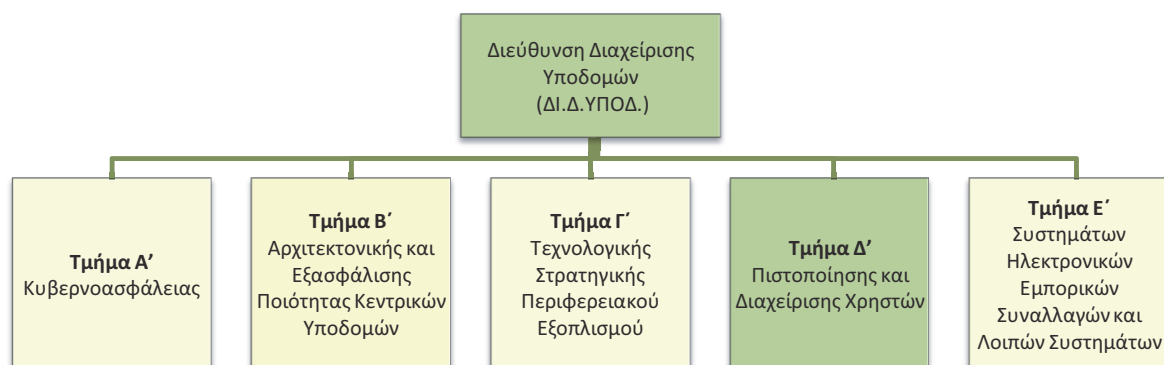 Διεύθυνση Διαχείρισης
Υποδομών
(ΔΙ.Δ.ΥΠΟΔ.)
Τμήμα Α’
Κυβερνοασφάλειας
Τμήμα Β΄
Αρχιτεκτονικής και
Εξασφάλισης
Ποιότητας Κεντρικών
Υποδομών
Τμήμα Γ΄
Τεχνολογικής
Στρατηγικής
Περιφερειακού
Εξοπλισμού
Τμήμα Δ’
Πιστοποίησης και
Διαχείρισης Χρηστών
Τμήμα Ε΄
Συστημάτων
Ηλεκτρονικών
Εμπορικών
Συναλλαγών και
Λοιπών Συστημάτων